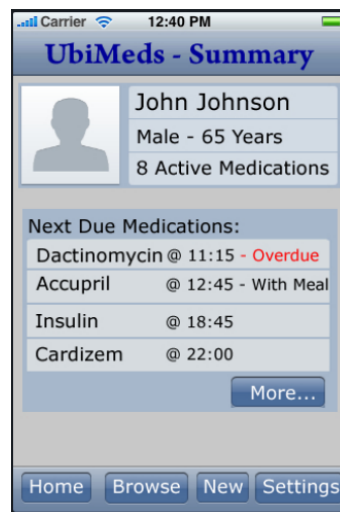 Carrier 12:40 PM
UbiMeds - Summary
John Johnson
Male - 65 Years
8 Active Medications
Next Due Medications:
Dactinomycin @ 11:15 - Overdue
Accupril @ 12:45 - With Meal
Insulin @ 18:45
Cardizem @ 22:00
More...
Home Browse New Settings